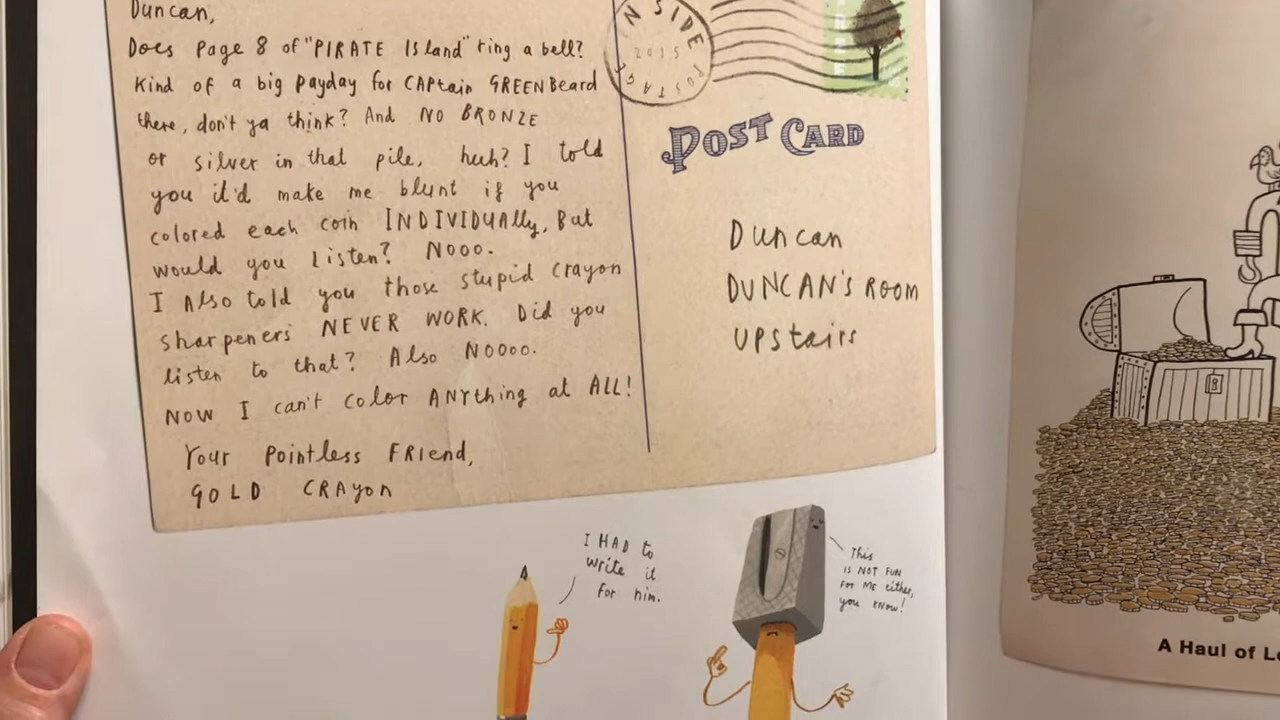 Duncan,
Does Page 8 of "PIRATE Island" ring a bell?
Kind of a big payday for CAPtain GREENBeard
there, don't ya think? And NO BRONZE
or silver in that pile, huh? I told
you it'd make me blunt if you
colored each coin INDIVIDUAlly, But
would you listen? Nooo.
I Also told you those stupid crayon
sharpeners NEVER WORK. Did you
listen to that? Also Noooo.
NOW I can't color ANYthing at ALL!
Your Pointless FRIend,
GOLD CRAyon
IN SIDE
2015
POSTAGE
POST CARD
Duncan
DUNCAN'S ROOM
UPstairs
I HAD to
write it
for him.
This
IS NOT FUN
FOR ME either,
you KNOW!
A Haul of